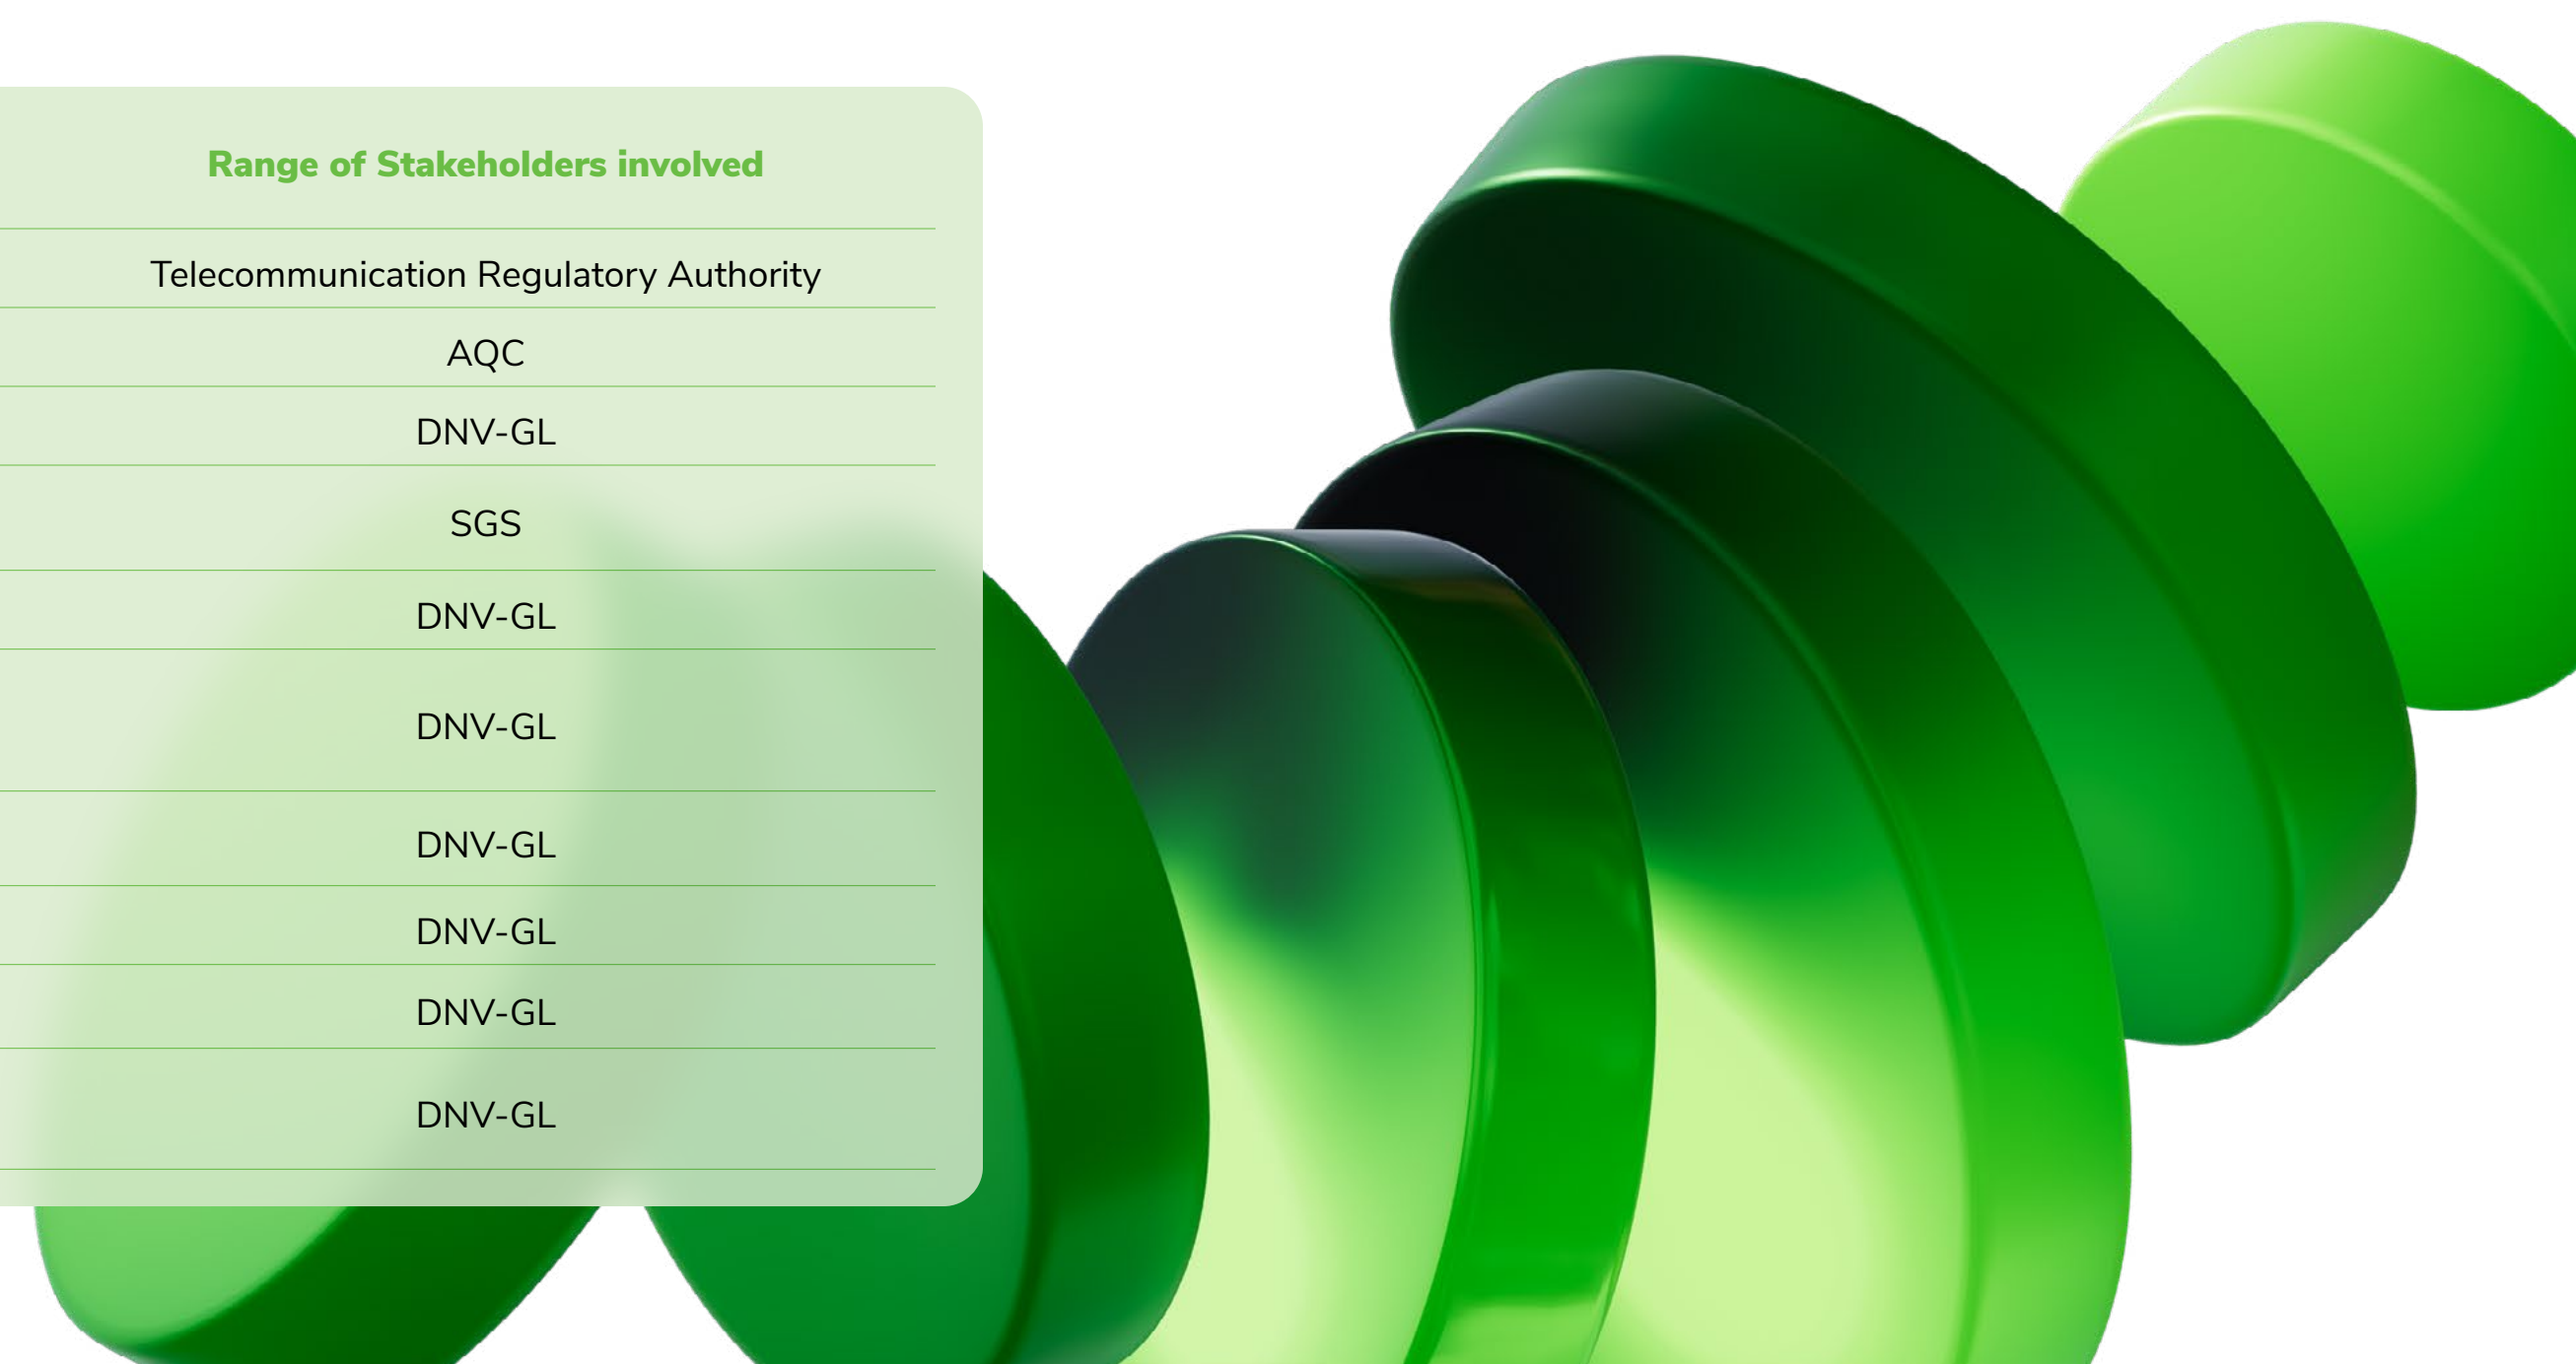 Range of Stakeholders involved
Telecommunication Regulatory Authority
AQC
DNV-GL
SGS
DNV-GL
DNV-GL
DNV-GL
DNV-GL
DNV-GL
DNV-GL